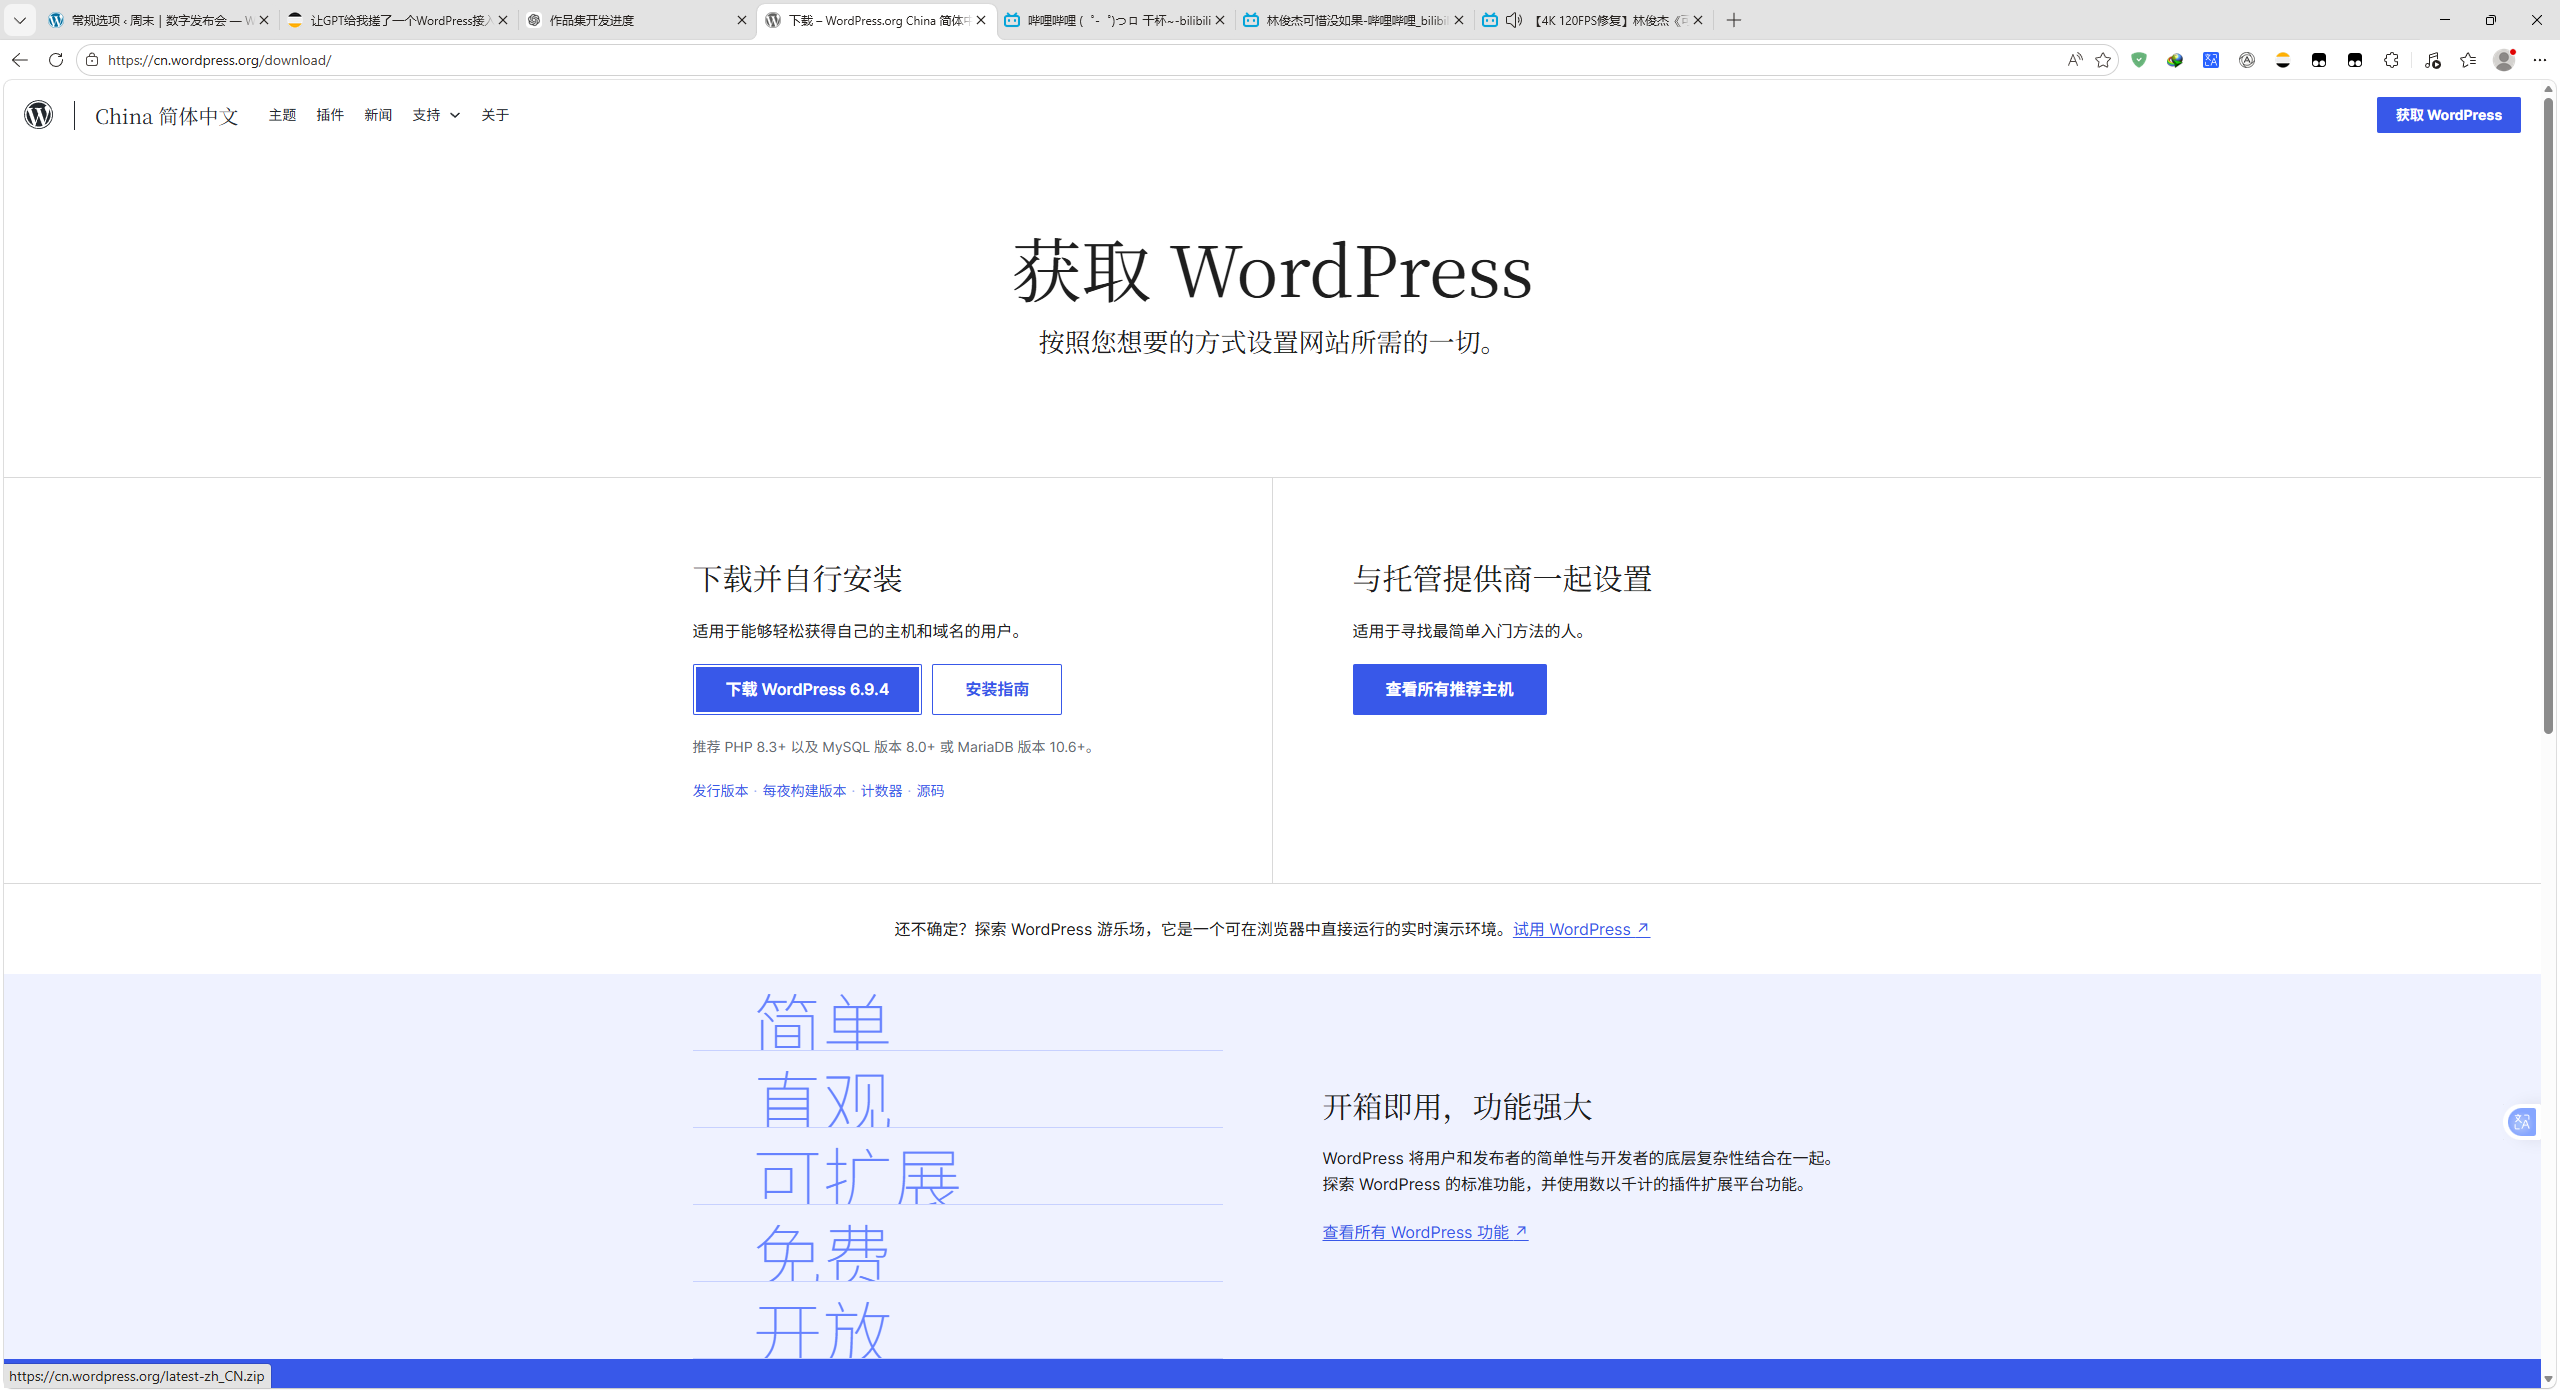 常规选项 ‹ 周末 | 数字发布会 — W
让GPT给我搓了一个WordPress接入
作品集开发进度
下载 – WordPress.org China 简体中
哔哩哔哩 (゜-゜)つロ 干杯~-bilibili
林俊杰可惜没如果-哔哩哔哩_bilibil
【4K 120FPS修复】林俊杰《可
https://cn.wordpress.org/download/
China 简体中文
主题
插件
新闻
支持
关于
获取 WordPress
获取 WordPress
按照您想要的方式设置网站所需的一切。
下载并自行安装
适用于能够轻松获得自己的主机和域名的用户。
下载 WordPress 6.9.4
安装指南
推荐 PHP 8.3+ 以及 MySQL 版本 8.0+ 或 MariaDB 版本 10.6+。
发行版本 · 每夜构建版本 · 计数器 · 源码
与托管提供商一起设置
适用于寻找最简单入门方法的人。
查看所有推荐主机
还不确定？探索 WordPress 游乐场，它是一个可在浏览器中直接运行的实时演示环境。试用 WordPress ↗
简单
直观
可扩展
免费
开放
开箱即用，功能强大
WordPress 将用户和发布者的简单性与开发者的底层复杂性结合在一起。
探索 WordPress 的标准功能，并使用数以千计的插件扩展平台功能。
查看所有 WordPress 功能 ↗
https://cn.wordpress.org/latest-zh_CN.zip